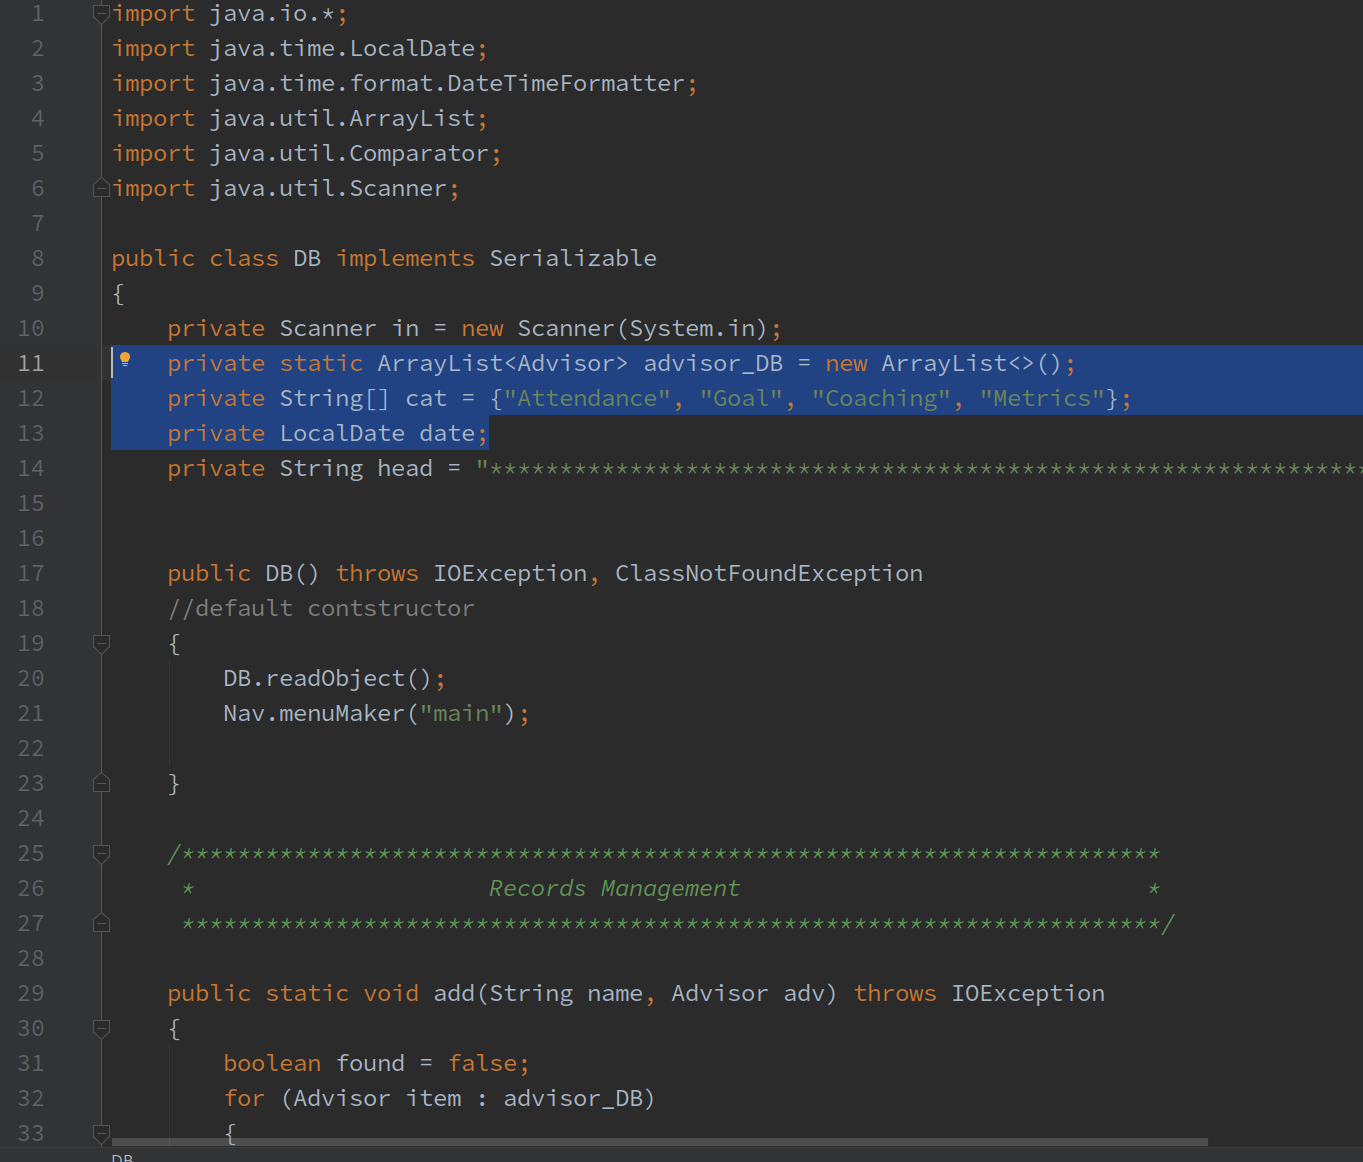 1 import java.io.*;
2 import java.time.LocalDate;
3 import java.time.format.DateTimeFormatter;
4 import java.util.ArrayList;
5 import java.util.Comparator;
6 import java.util.Scanner;
7
8 public class DB implements Serializable
9 {
10 private Scanner in = new Scanner(System.in);
11 private static ArrayList<Advisor> advisor_DB = new ArrayList<>();
12 private String[] cat = {"Attendance", "Goal", "Coaching", "Metrics"};
13 private LocalDate date;
14 private String head = "***************************************************************
15
16
17 public DB() throws IOException, ClassNotFoundException
18 //default contstructor
19 {
20 DB.readObject();
21 Nav.menuMaker("main");
22
23 }
24
25 /**********************************************************************
26 * Records Management *
27 **********************************************************************/
28
29 public static void add(String name, Advisor adv) throws IOException
30 {
31 boolean found = false;
32 for (Advisor item : advisor_DB)
33 {
DB